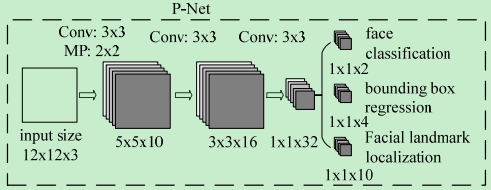 P-Net
Conv: 3x3
MP: 2x2
Conv: 3x3
Conv: 3x3
input size
12x12x3
5x5x10
3x3x16
1x1x32
face
classification
1x1x2
bounding box
regression
1x1x4
Facial landmark
localization
1x1x10